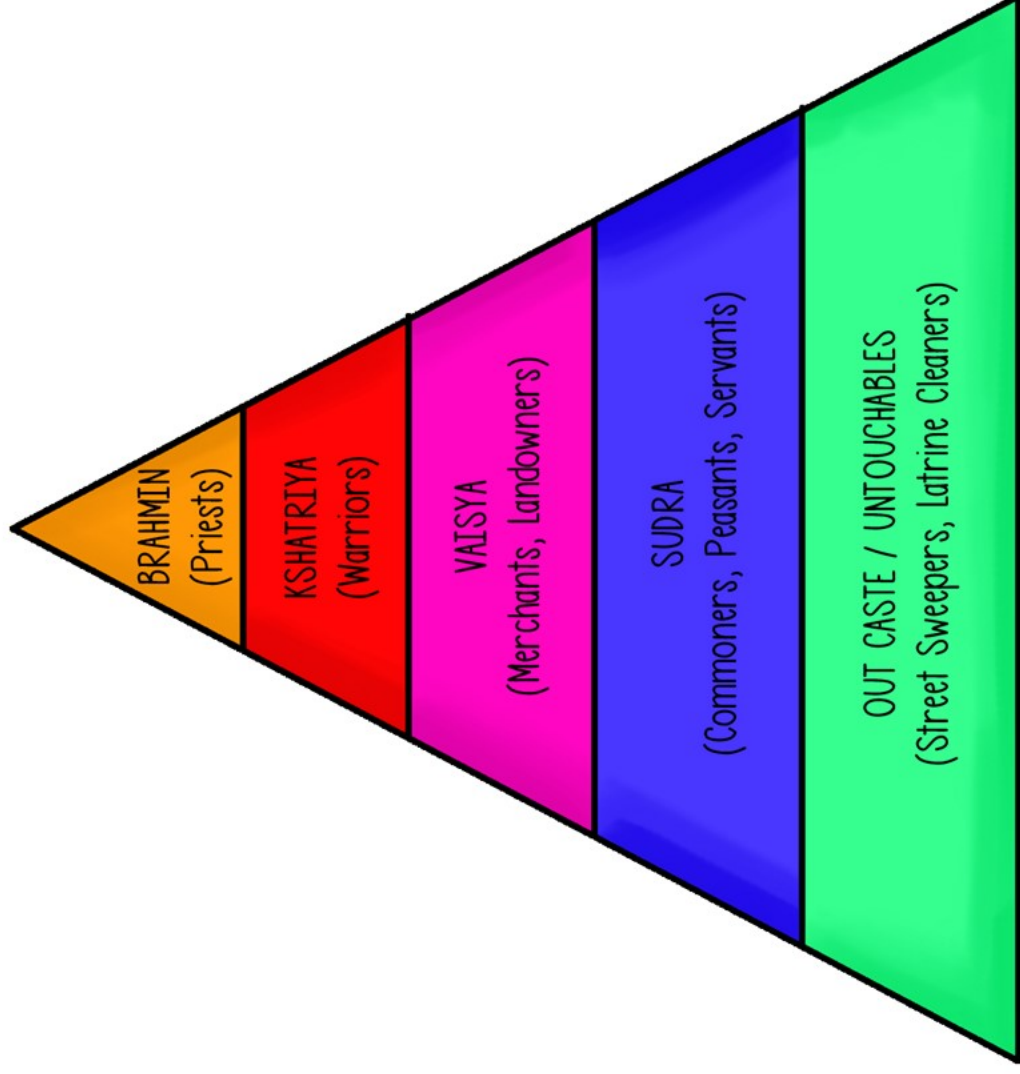 BRAHMIN
(Priests)
KSHATRIYA
(Warriors)
VAISYA
(Merchants, Landowners)
SUDRA
(Commoners, Peasants, Servants)
OUT CASTE / UNTOUCHABLES
(Street Sweepers, Latrine Cleaners)